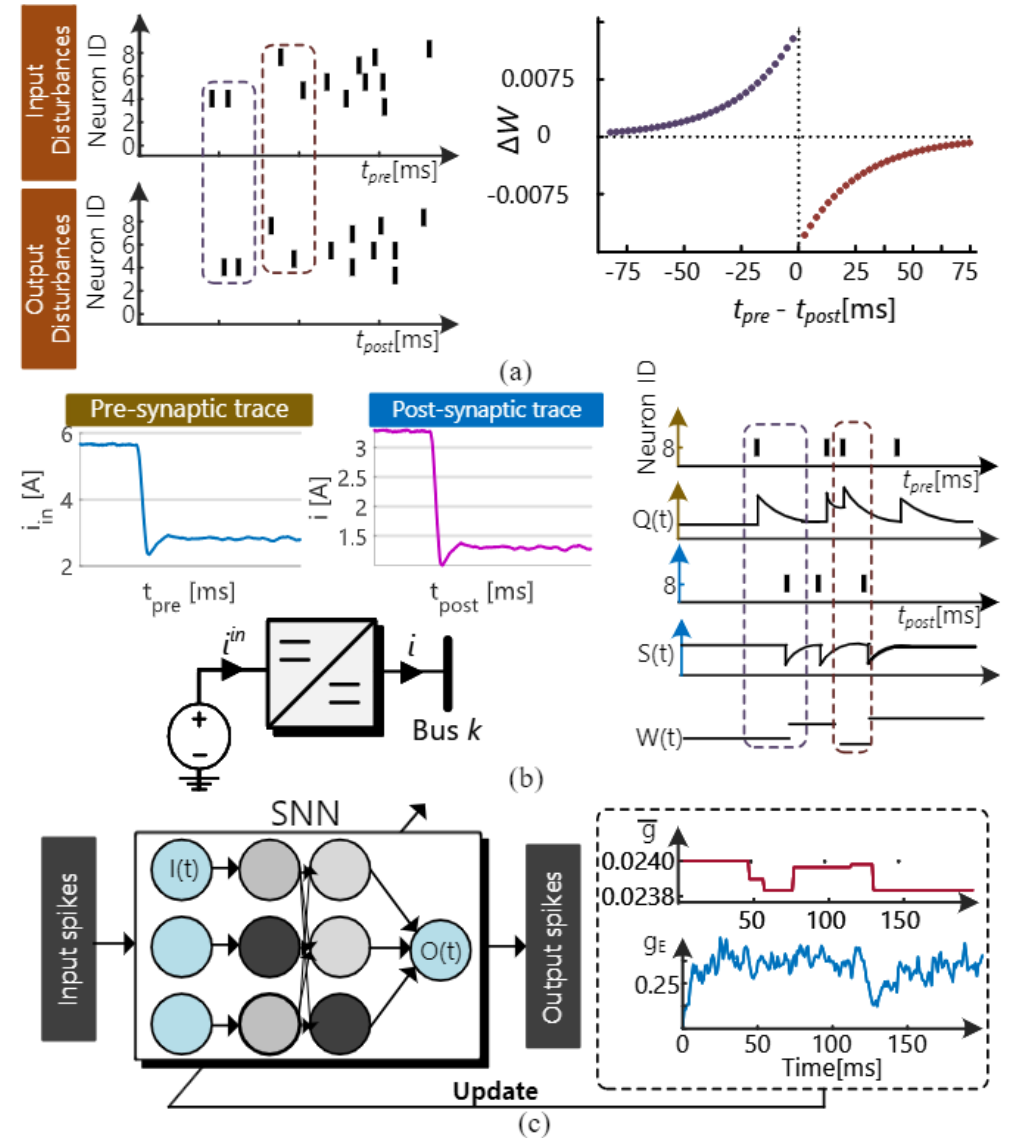 Input
Disturbances
Neuron ID
8
6
4
2
0
t_pre[ms]
Output
Disturbances
Neuron ID
8
6
4
2
0
t_post[ms]
ΔW
0.0075
0
-0.0075
-75 -50 -25 0 25 50 75
t_pre - t_post[ms]
(a)
Pre-synaptic trace
i_in [A]
6
4
2
t_pre [ms]
Post-synaptic trace
i [A]
3
2.5
2
1.5
t_post [ms]
i^in
i
+
−
Bus k
Neuron ID
8
t_pre[ms]
Q(t)
8
t_post[ms]
S(t)
W(t)
(b)
SNN
Input spikes
I(t)
O(t)
Output spikes
g̅
0.0240
0.0238
50 100 150
g_E
0.25
0 50 100 150
Time[ms]
Update
(c)